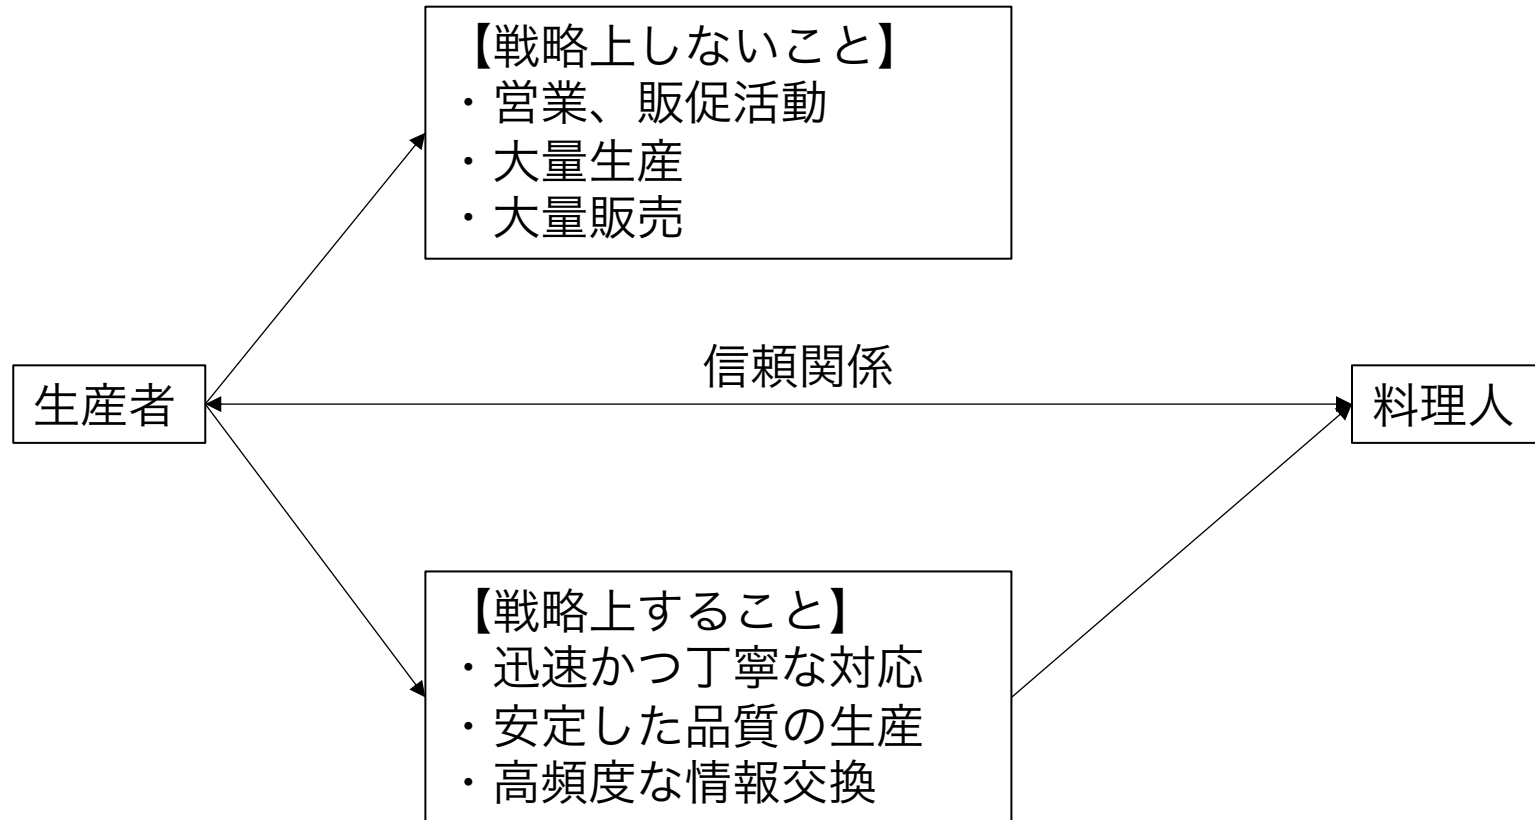 【戦略上しないこと】
・営業、販促活動
・大量生産
・大量販売
信頼関係
生産者
料理人
【戦略上すること】
・迅速かつ丁寧な対応
・安定した品質の生産
・高頻度な情報交換